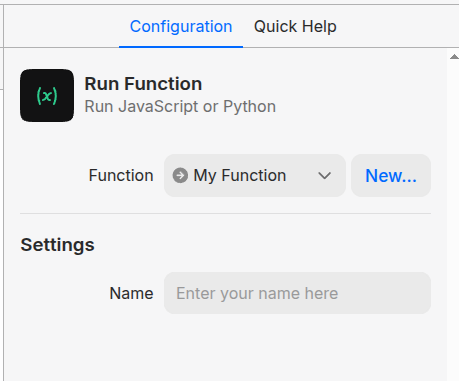 Configuration Quick Help
(x)
Run Function
Run JavaScript or Python
Function My Function New...
Settings
Name Enter your name here